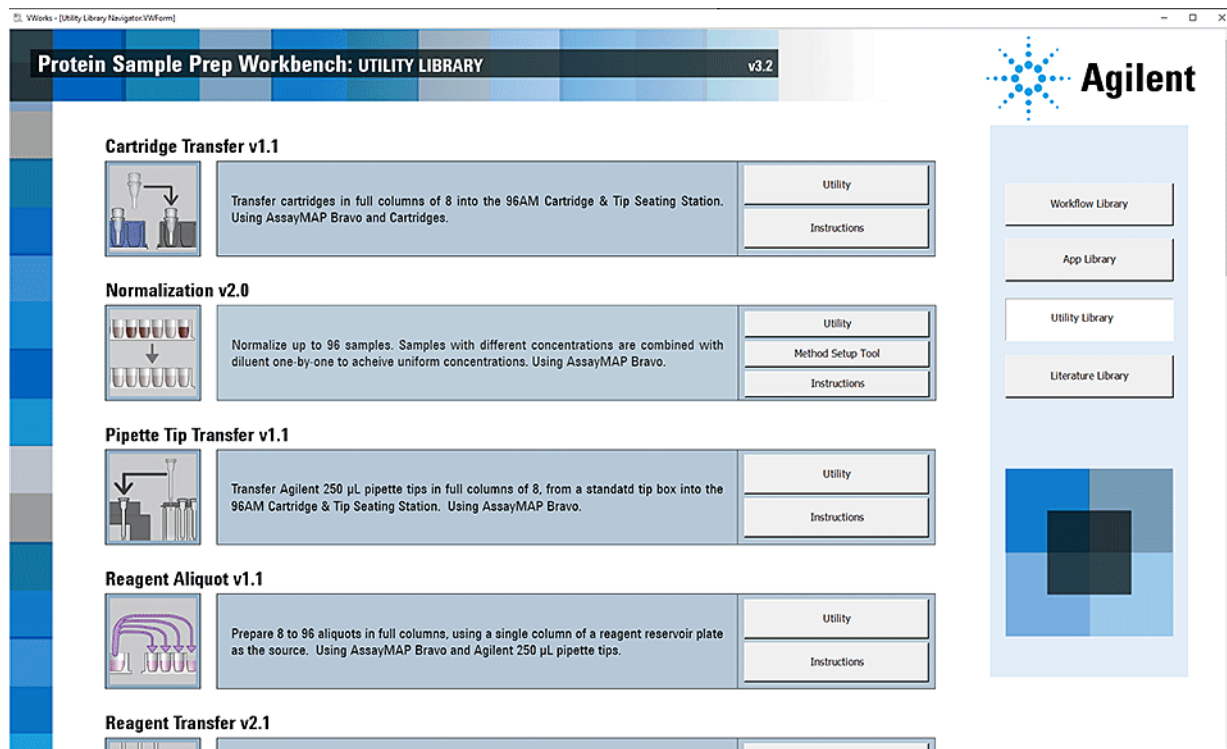 VWorks - [Utility Library Navigator.VWForm]
Protein Sample Prep Workbench: UTILITY LIBRARY
v3.2
Agilent
Cartridge Transfer v1.1
Transfer cartridges in full columns of 8 into the 96AM Cartridge & Tip Seating Station.
Using AssayMAP Bravo and Cartridges.
Utility
Instructions
Normalization v2.0
Normalize up to 96 samples. Samples with different concentrations are combined with
diluent one-by-one to acheive uniform concentrations. Using AssayMAP Bravo.
Utility
Method Setup Tool
Instructions
Pipette Tip Transfer v1.1
Transfer Agilent 250 µL pipette tips in full columns of 8, from a standatd tip box into the
96AM Cartridge & Tip Seating Station. Using AssayMAP Bravo.
Utility
Instructions
Reagent Aliquot v1.1
Prepare 8 to 96 aliquots in full columns, using a single column of a reagent reservoir plate
as the source. Using AssayMAP Bravo and Agilent 250 µL pipette tips.
Utility
Instructions
Reagent Transfer v2.1
Workflow Library
App Library
Utility Library
Literature Library